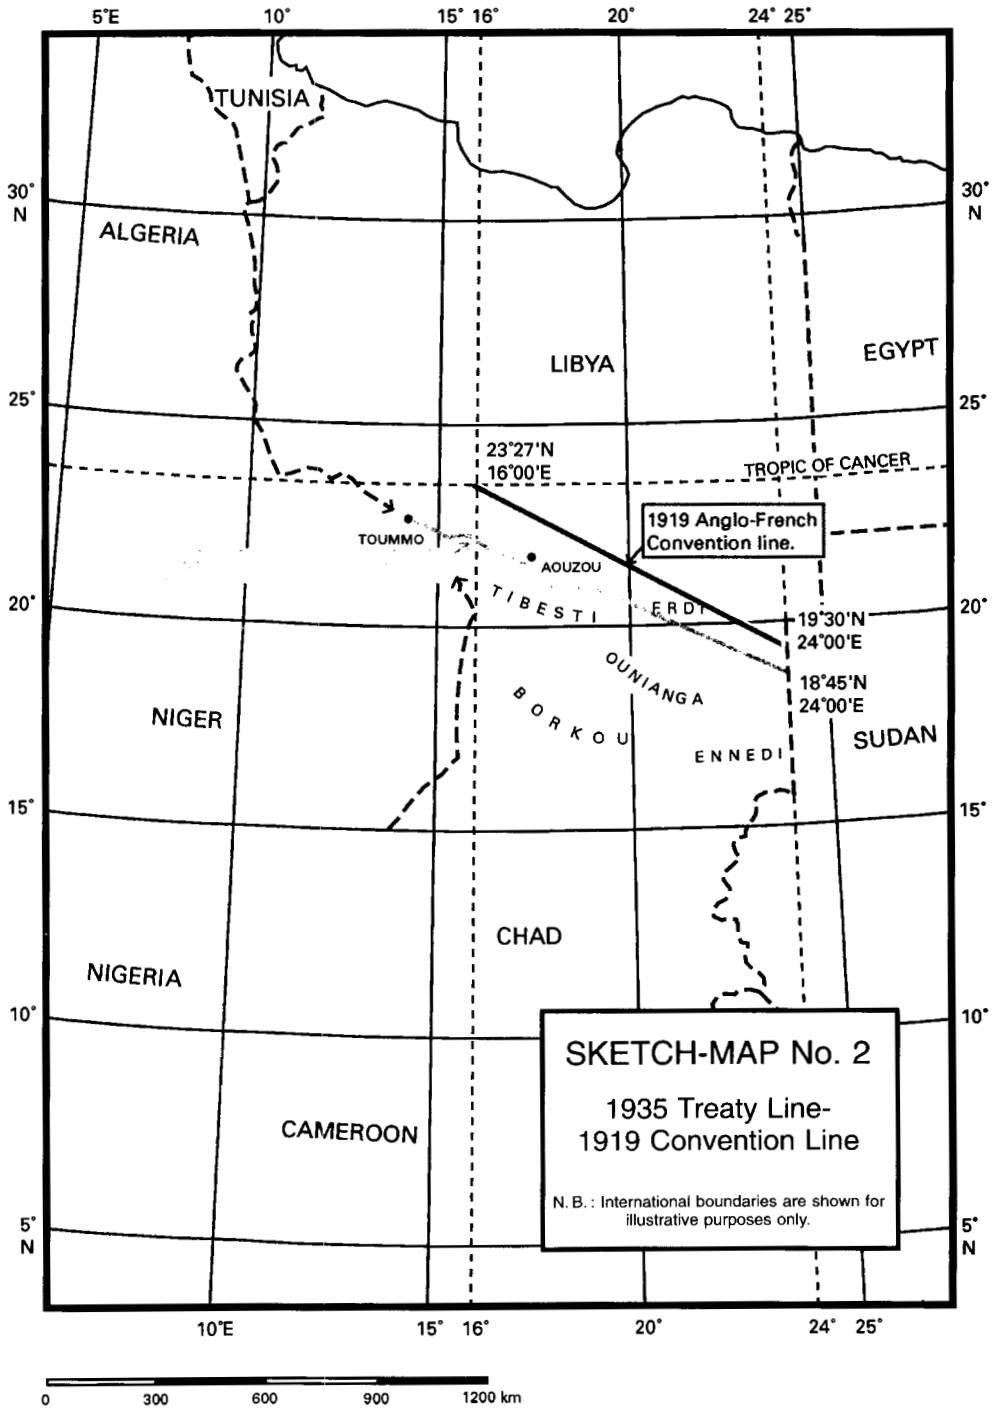 5°E 10° 15° 16° 20° 24° 25°
TUNISIA
30° N
30° N
ALGERIA
LIBYA
EGYPT
25°
25°
23°27'N
16°00'E
TROPIC OF CANCER
1919 Anglo-French
Convention line.
TOUMMO
AOUZOU
TIBESTI
ERDI
20°
20°
19°30'N
24°00'E
OUNIANGA
18°45'N
24°00'E
BORKOU
NIGER
ENNEDI
SUDAN
15°
15°
CHAD
NIGERIA
10°
10°
SKETCH-MAP No. 2
1935 Treaty Line-
1919 Convention Line
N.B.: International boundaries are shown for
illustrative purposes only.
CAMEROON
5° N
5° N
10°E 15° 16° 20° 24° 25°
0 300 600 900 1200 km